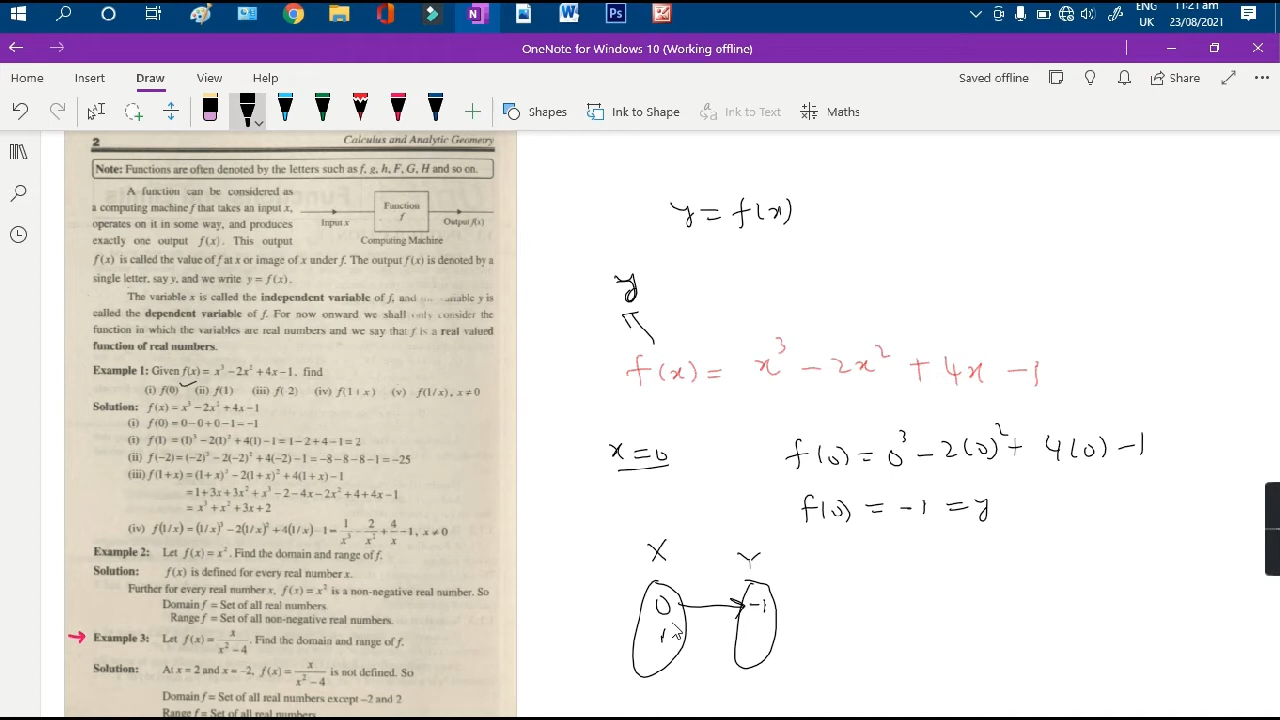 11:21 am
ENG
UK
23/08/2021
OneNote for Windows 10 (Working offline)
Home
Insert
Draw
View
Help
Saved offline
Share
Shapes
Ink to Shape
Ink to Text
Maths
2
Calculus and Analytic Geometry
Note: Functions are often denoted by the letters such as f, g, h, F, G, H and so on.
A function can be considered as
a computing machine f that takes an input x,
operates on it in some way, and produces
exactly one output f(x). This output
Input x
Function
f
Output f(x)
Computing Machine
f(x) is called the value of f at x or image of x under f. The output f(x) is denoted by a
single letter, say y, and we write y = f(x).
The variable x is called the independent variable of f, and variable y is
called the dependent variable of f. For now onward we shall only consider the
function in which the variables are real numbers and we say that f is a real valued
function of real numbers.
Example 1: Given f(x) = x³ − 2x² + 4x − 1, find
(i) f(0) (ii) f(1) (iii) f(−2) (iv) f(1+x) (v) f(1/x), x ≠ 0
Solution: f(x) = x³ − 2x² + 4x − 1
(i) f(0) = 0 − 0 + 0 − 1 = −1
(i) f(1) = (1)³ − 2(1)² + 4(1) − 1 = 1 − 2 + 4 − 1 = 2
(ii) f(−2) = (−2)³ − 2(−2)² + 4(−2) − 1 = −8 − 8 − 8 − 1 = −25
(iii) f(1+x) = (1+x)³ − 2(1+x)² + 4(1+x) − 1
= 1 + 3x + 3x² + x³ − 2 − 4x − 2x² + 4 + 4x − 1
= x³ + x² + 3x + 2
(iv) f(1/x) = (1/x)³ − 2(1/x)² + 4(1/x) − 1 = 1/x³ − 2/x² + 4/x − 1, x ≠ 0
Example 2: Let f(x) = x². Find the domain and range of f.
Solution: f(x) is defined for every real number x.
Further for every real number x, f(x) = x² is a non-negative real number. So
Domain f = Set of all real numbers.
Range f = Set of all non-negative real numbers.
Example 3: Let f(x) = x/(x² − 4). Find the domain and range of f.
Solution: At x = 2 and x = −2, f(x) = x/(x² − 4) is not defined. So
Domain f = Set of all real numbers except −2 and 2
Range f = Set of all real numbers
y = f(x)
y
f(x) = x³ − 2x² + 4x − 1
x = 0
f(0) = 0³ − 2(0)² + 4(0) − 1
f(0) = −1 = y
X
Y
0
−1